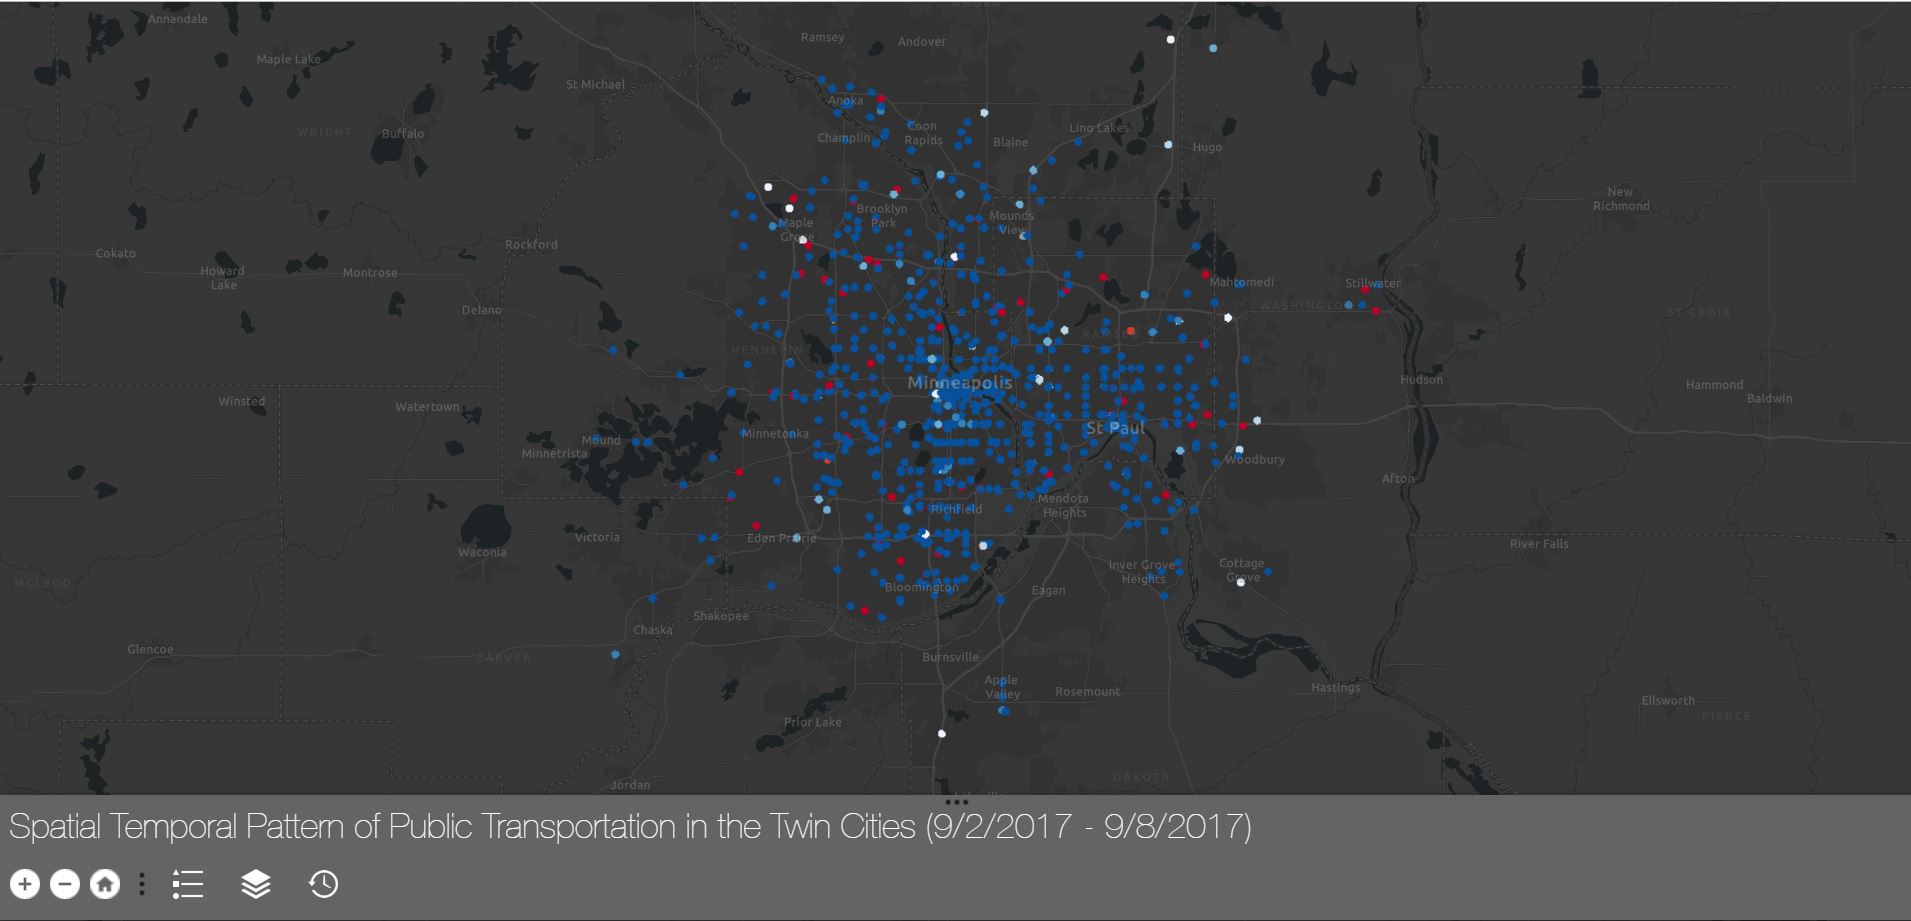 ANOKA
Annandale
Ramsey
Andover
Maple Lake
St Michael
Anoka
Coon
Rapids
Lino Lakes
WRIGHT
Buffalo
Champlin
Blaine
Hugo
New
Richmond
Brooklyn
Park
Mounds
View
Maple
Grove
Rockford
Cokato
Howard
Lake
Montrose
Mahtomedi
Stillwater
WASHINGTO
Delano
ST CROIX
RAMSEY
HENNEPIN
Minneapolis
Hudson
Hammond
Baldwin
Winsted
Watertown
St Paul
Minnetonka
Mound
Minnetrista
Woodbury
Afton
Mendota
Heights
Richfield
Victoria
Eden Prairie
Waconia
River Falls
Inver Grove
Heights
Cottage
Grove
MCLEOD
Bloomington
Eagan
Shakopee
Chaska
Glencoe
CARVER
Burnsville
Apple
Valley
Rosemount
Hastings
Ellsworth
PIERCE
Prior Lake
Mississippi
DAKOTA
Jordan
Spatial Temporal Pattern of Public Transportation in the Twin Cities (9/2/2017 - 9/8/2017)